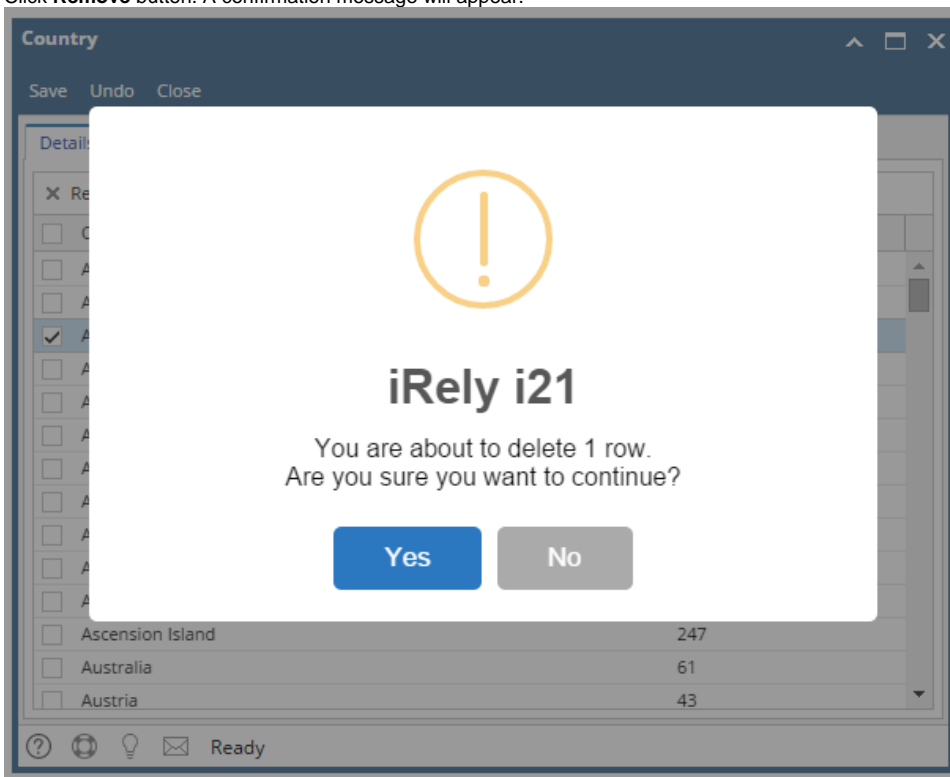 Click Remove button. A confirmation message will appear.
Country
Save Undo Close
iRely i21
You are about to delete 1 row.
Are you sure you want to continue?
Yes No
Ascension Island 247
Australia 61
Austria 43
Ready